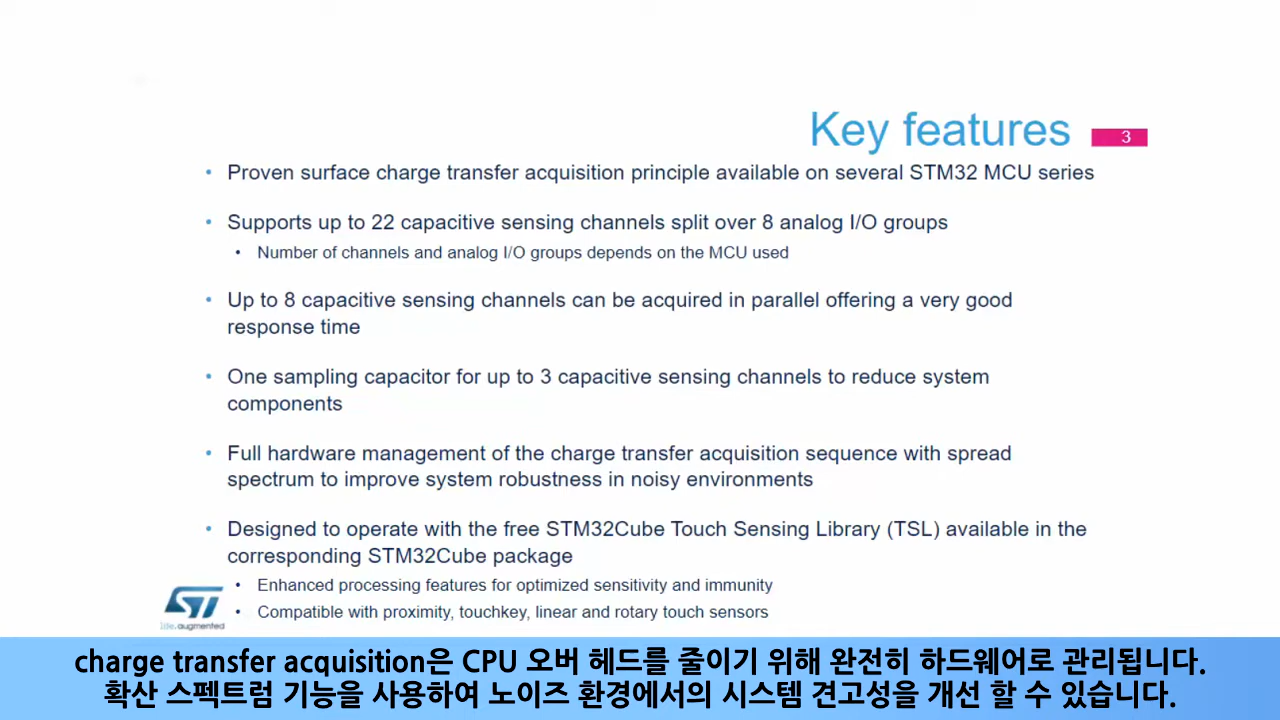 Key features 3
• Proven surface charge transfer acquisition principle available on several STM32 MCU series
• Supports up to 22 capacitive sensing channels split over 8 analog I/O groups
• Number of channels and analog I/O groups depends on the MCU used
• Up to 8 capacitive sensing channels can be acquired in parallel offering a very good
response time
• One sampling capacitor for up to 3 capacitive sensing channels to reduce system
components
• Full hardware management of the charge transfer acquisition sequence with spread
spectrum to improve system robustness in noisy environments
• Designed to operate with the free STM32Cube Touch Sensing Library (TSL) available in the
corresponding STM32Cube package
• Enhanced processing features for optimized sensitivity and immunity
• Compatible with proximity, touchkey, linear and rotary touch sensors
ST
life.augmented
charge transfer acquisition은 CPU 오버 헤드를 줄이기 위해 완전히 하드웨어로 관리됩니다.
확산 스펙트럼 기능을 사용하여 노이즈 환경에서의 시스템 견고성을 개선 할 수 있습니다.